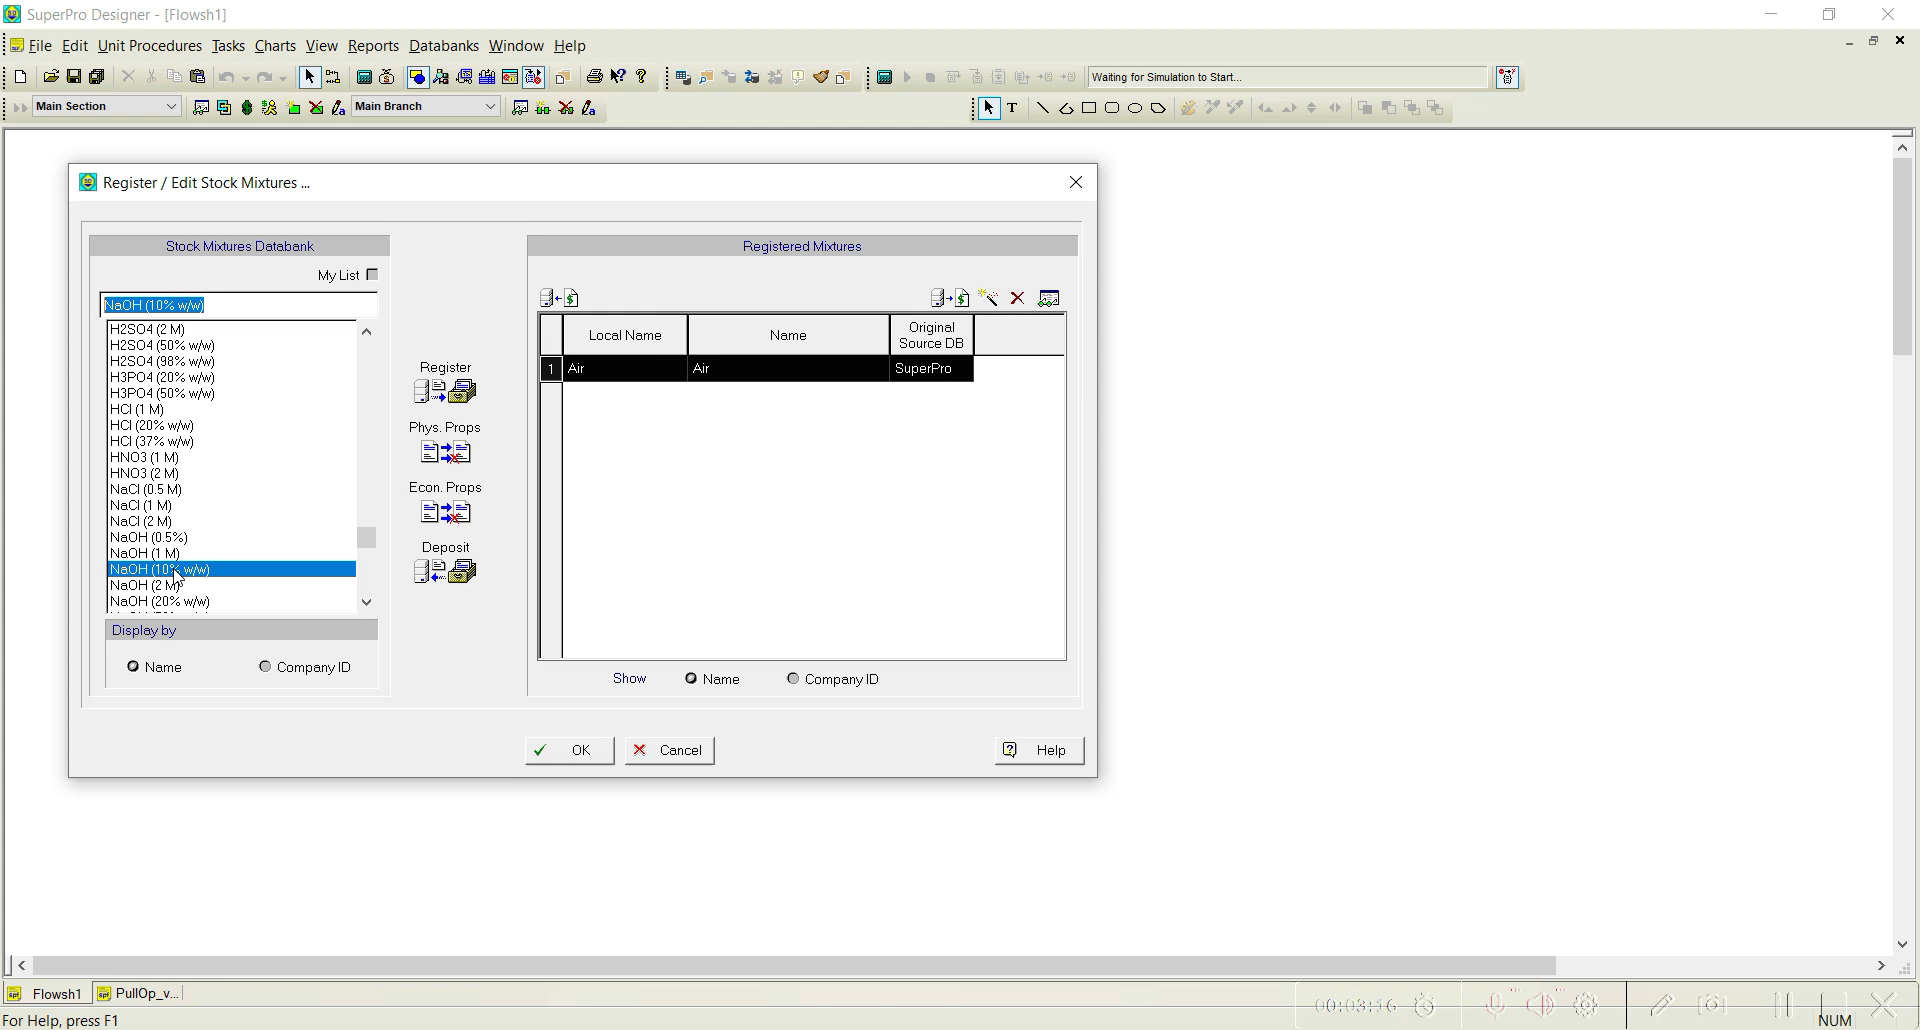 SuperPro Designer - [Flowsh1]
File Edit Unit Procedures Tasks Charts View Reports Databanks Window Help
Waiting for Simulation to Start...
Main Section
Main Branch
T
Register / Edit Stock Mixtures ...
Stock Mixtures Databank
My List
NaOH (10% w/w)
H2SO4 (2 M)
H2SO4 (50% w/w)
H2SO4 (98% w/w)
H3PO4 (20% w/w)
H3PO4 (50% w/w)
HCl (1 M)
HCl (20% w/w)
HCl (37% w/w)
HNO3 (1 M)
HNO3 (2 M)
NaCl (0.5 M)
NaCl (1 M)
NaCl (2 M)
NaOH (0.5%)
NaOH (1 M)
NaOH (10% w/w)
NaOH (2 M)
NaOH (20% w/w)
Display by
Name
Company ID
Register
Phys. Props
Econ. Props
Deposit
Registered Mixtures
Local Name Name Original Source DB
1 Air Air SuperPro
Show Name Company ID
OK Cancel Help
Flowsh1 PullOp_v...
00:03:16
For Help, press F1
NUM